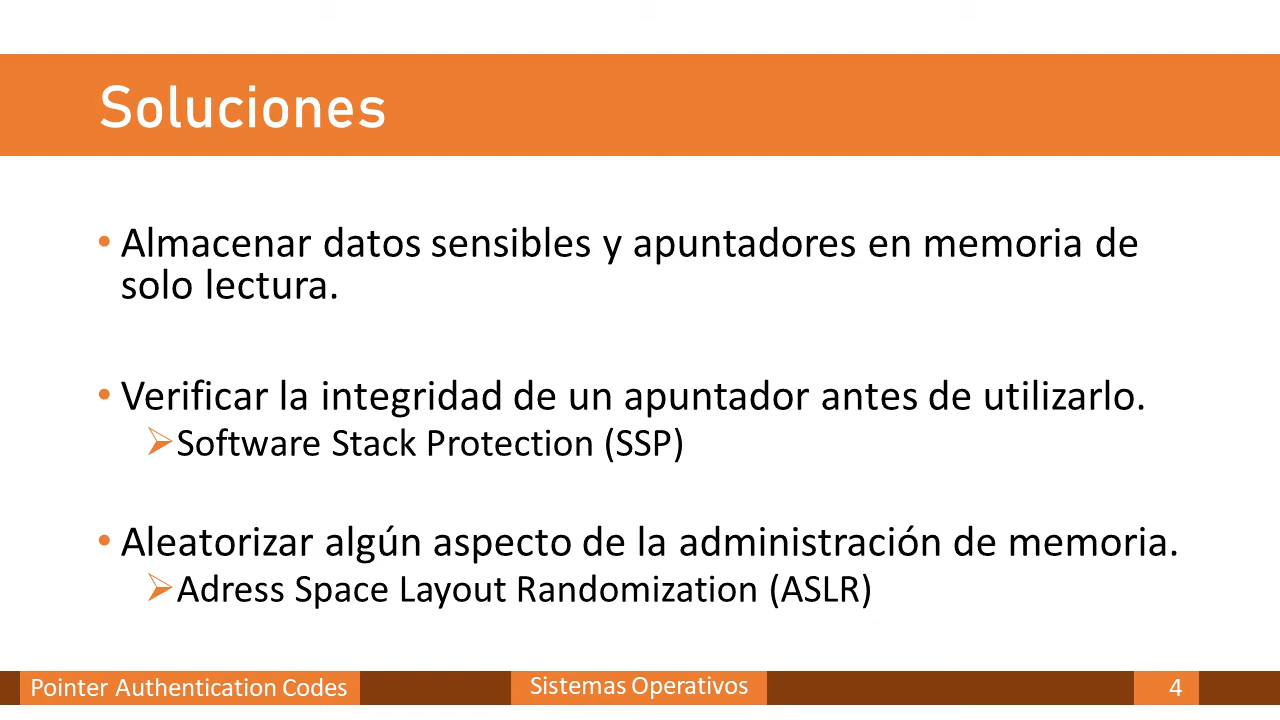 Soluciones
• Almacenar datos sensibles y apuntadores en memoria de
solo lectura.
• Verificar la integridad de un apuntador antes de utilizarlo.
➢Software Stack Protection (SSP)
• Aleatorizar algún aspecto de la administración de memoria.
➢Adress Space Layout Randomization (ASLR)
Pointer Authentication Codes
Sistemas Operativos
4